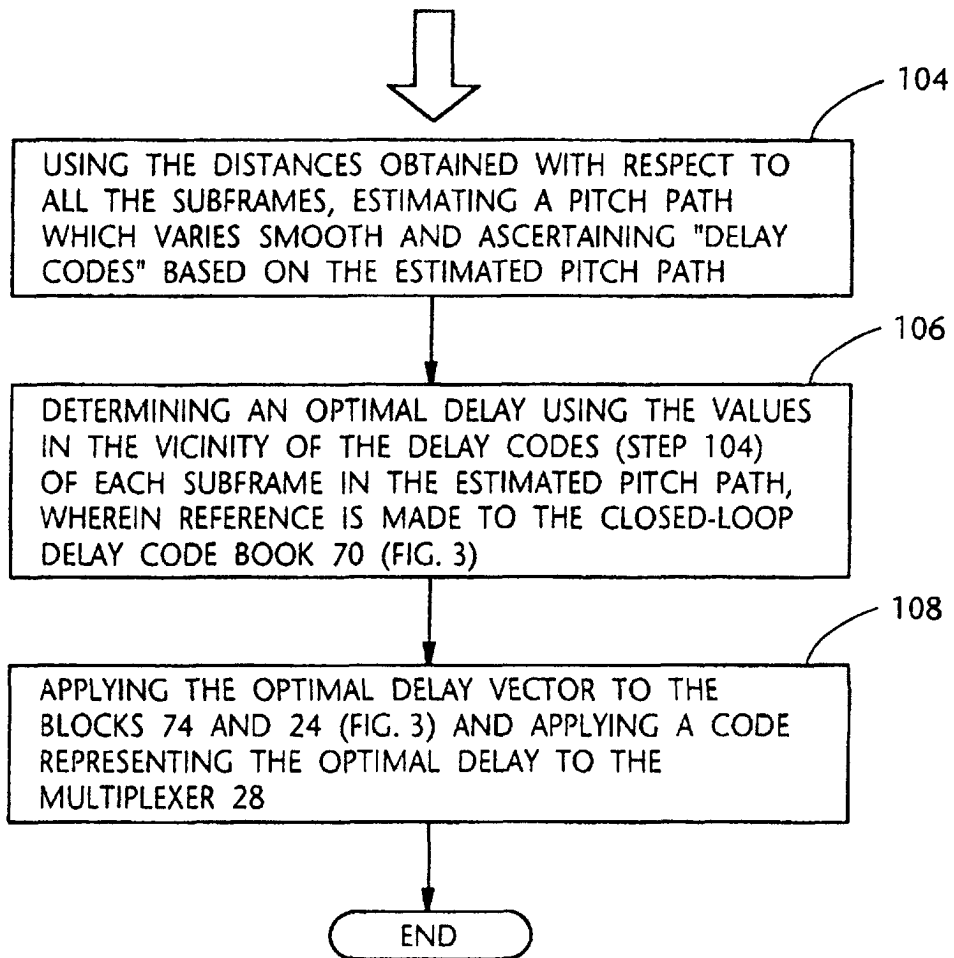 104
USING THE DISTANCES OBTAINED WITH RESPECT TO
ALL THE SUBFRAMES, ESTIMATING A PITCH PATH
WHICH VARIES SMOOTH AND ASCERTAINING "DELAY
CODES" BASED ON THE ESTIMATED PITCH PATH
106
DETERMINING AN OPTIMAL DELAY USING THE VALUES
IN THE VICINITY OF THE DELAY CODES (STEP 104)
OF EACH SUBFRAME IN THE ESTIMATED PITCH PATH,
WHEREIN REFERENCE IS MADE TO THE CLOSED-LOOP
DELAY CODE BOOK 70 (FIG. 3)
108
APPLYING THE OPTIMAL DELAY VECTOR TO THE
BLOCKS 74 AND 24 (FIG. 3) AND APPLYING A CODE
REPRESENTING THE OPTIMAL DELAY TO THE
MULTIPLEXER 28
END